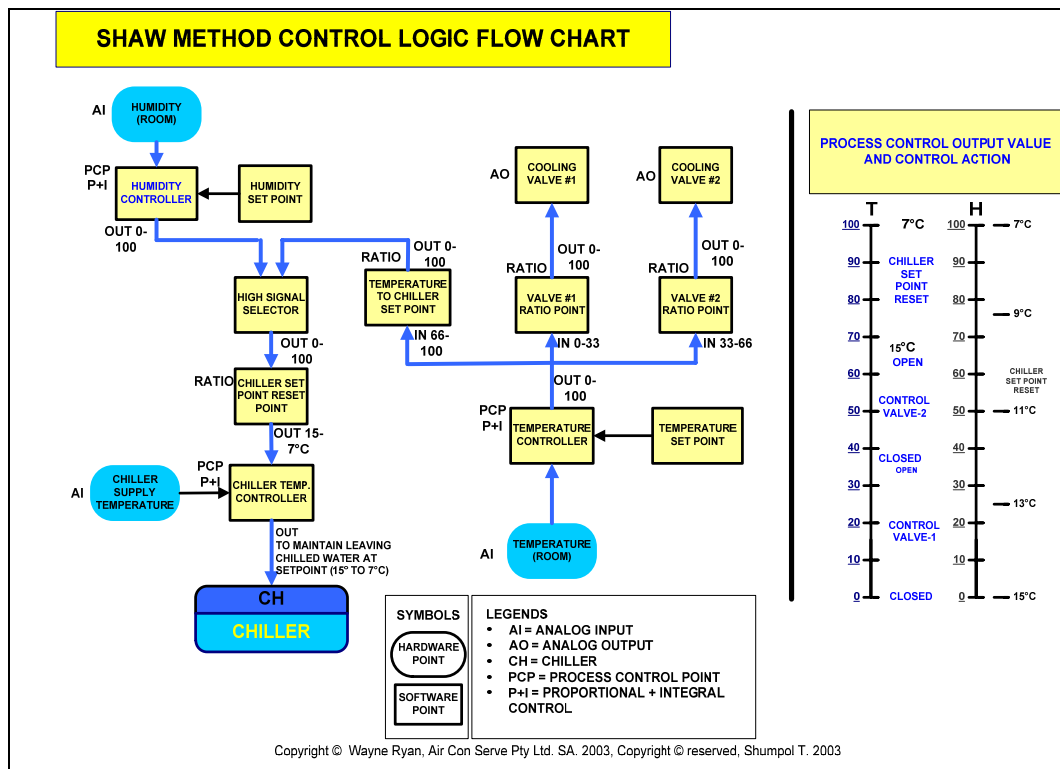 SHAW METHOD CONTROL LOGIC FLOW CHART
AI
HUMIDITY
(ROOM)
PCP
P+I
HUMIDITY
CONTROLLER
HUMIDITY
SET POINT
OUT 0-
100
HIGH SIGNAL
SELECTOR
OUT 0-
100
RATIO
CHILLER SET
POINT RESET
POINT
OUT 15-
7°C
AI
CHILLER
SUPPLY
TEMPERATURE
PCP
P+I
CHILLER TEMP.
CONTROLLER
OUT
TO MAINTAIN LEAVING
CHILLED WATER AT
SETPOINT (15° TO 7°C)
CH
CHILLER
OUT 0-
100
RATIO
TEMPERATURE
TO CHILLER
SET POINT
IN 66-
100
AO
COOLING
VALVE #1
OUT 0-
100
RATIO
VALVE #1
RATIO POINT
IN 0-33
AO
COOLING
VALVE #2
OUT 0-
100
RATIO
VALVE #2
RATIO POINT
IN 33-66
OUT 0-
100
PCP
P+I
TEMPERATURE
CONTROLLER
TEMPERATURE
SET POINT
AI
TEMPERATURE
(ROOM)
SYMBOLS
HARDWARE
POINT
SOFTWARE
POINT
LEGENDS
• AI = ANALOG INPUT
• AO = ANALOG OUTPUT
• CH = CHILLER
• PCP = PROCESS CONTROL POINT
• P+I = PROPORTIONAL + INTEGRAL
CONTROL
PROCESS CONTROL OUTPUT VALUE
AND CONTROL ACTION
T
100
90
80
70
60
50
40
30
20
10
0
7°C
CHILLER
SET
POINT
RESET
15°C
OPEN
CONTROL
VALVE-2
CLOSED
OPEN
CONTROL
VALVE-1
CLOSED
H
100
90
80
70
60
50
40
30
20
10
0
7°C
9°C
CHILLER
SET POINT
RESET
11°C
13°C
15°C
Copyright © Wayne Ryan, Air Con Serve Pty Ltd. SA. 2003, Copyright © reserved, Shumpol T. 2003